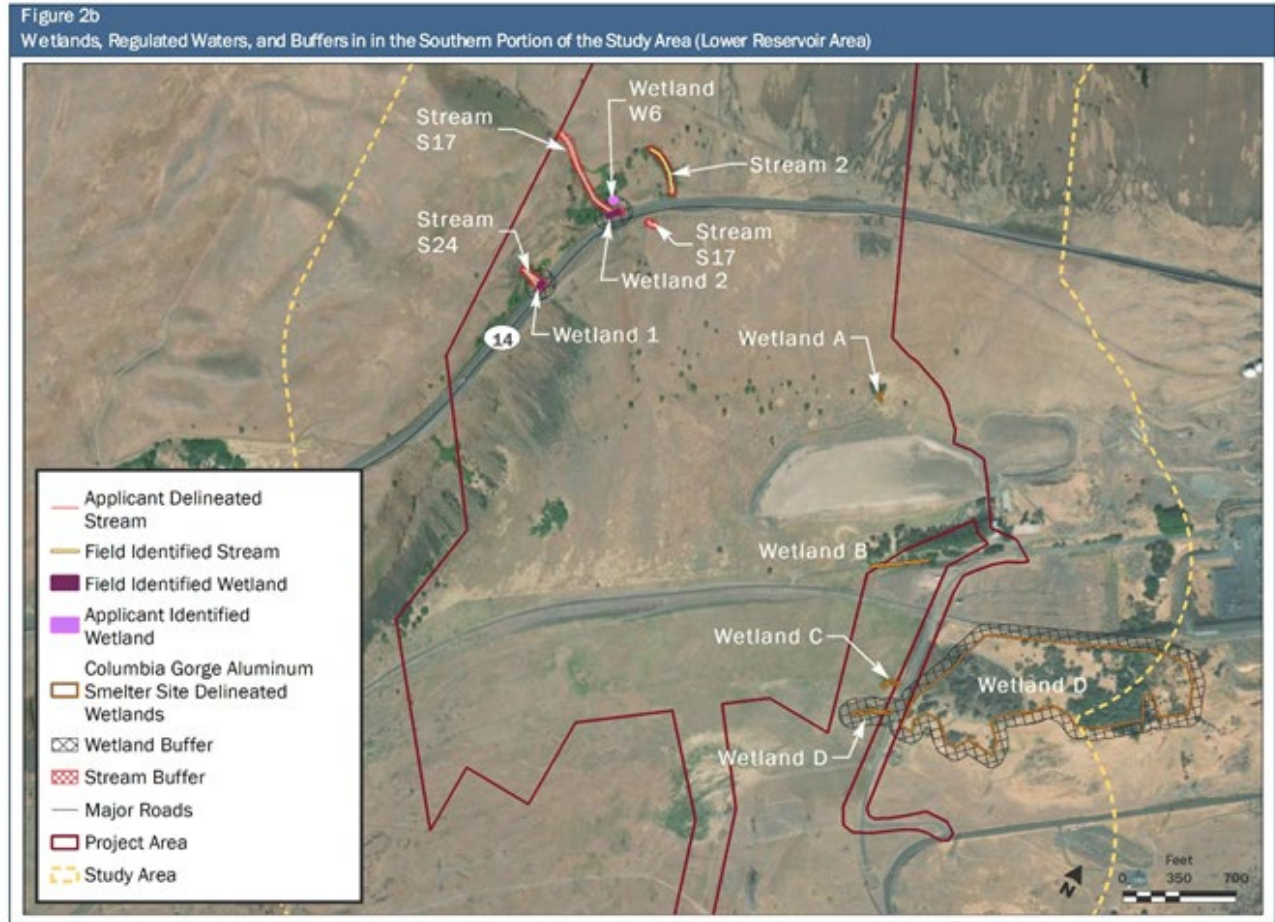 Figure 2b
Wetlands, Regulated Waters, and Buffers in in the Southern Portion of the Study Area (Lower Reservoir Area)
Wetland
W6
Stream
S17
Stream 2
Stream
S24
Stream
S17
Wetland 2
14
Wetland 1
Wetland A
Wetland B
Wetland C
Wetland D
Wetland D
Applicant Delineated
Stream
Field Identified Stream
Field Identified Wetland
Applicant Identified
Wetland
Columbia Gorge Aluminum
Smelter Site Delineated
Wetlands
Wetland Buffer
Stream Buffer
Major Roads
Project Area
Study Area
N
Feet
0 350 700